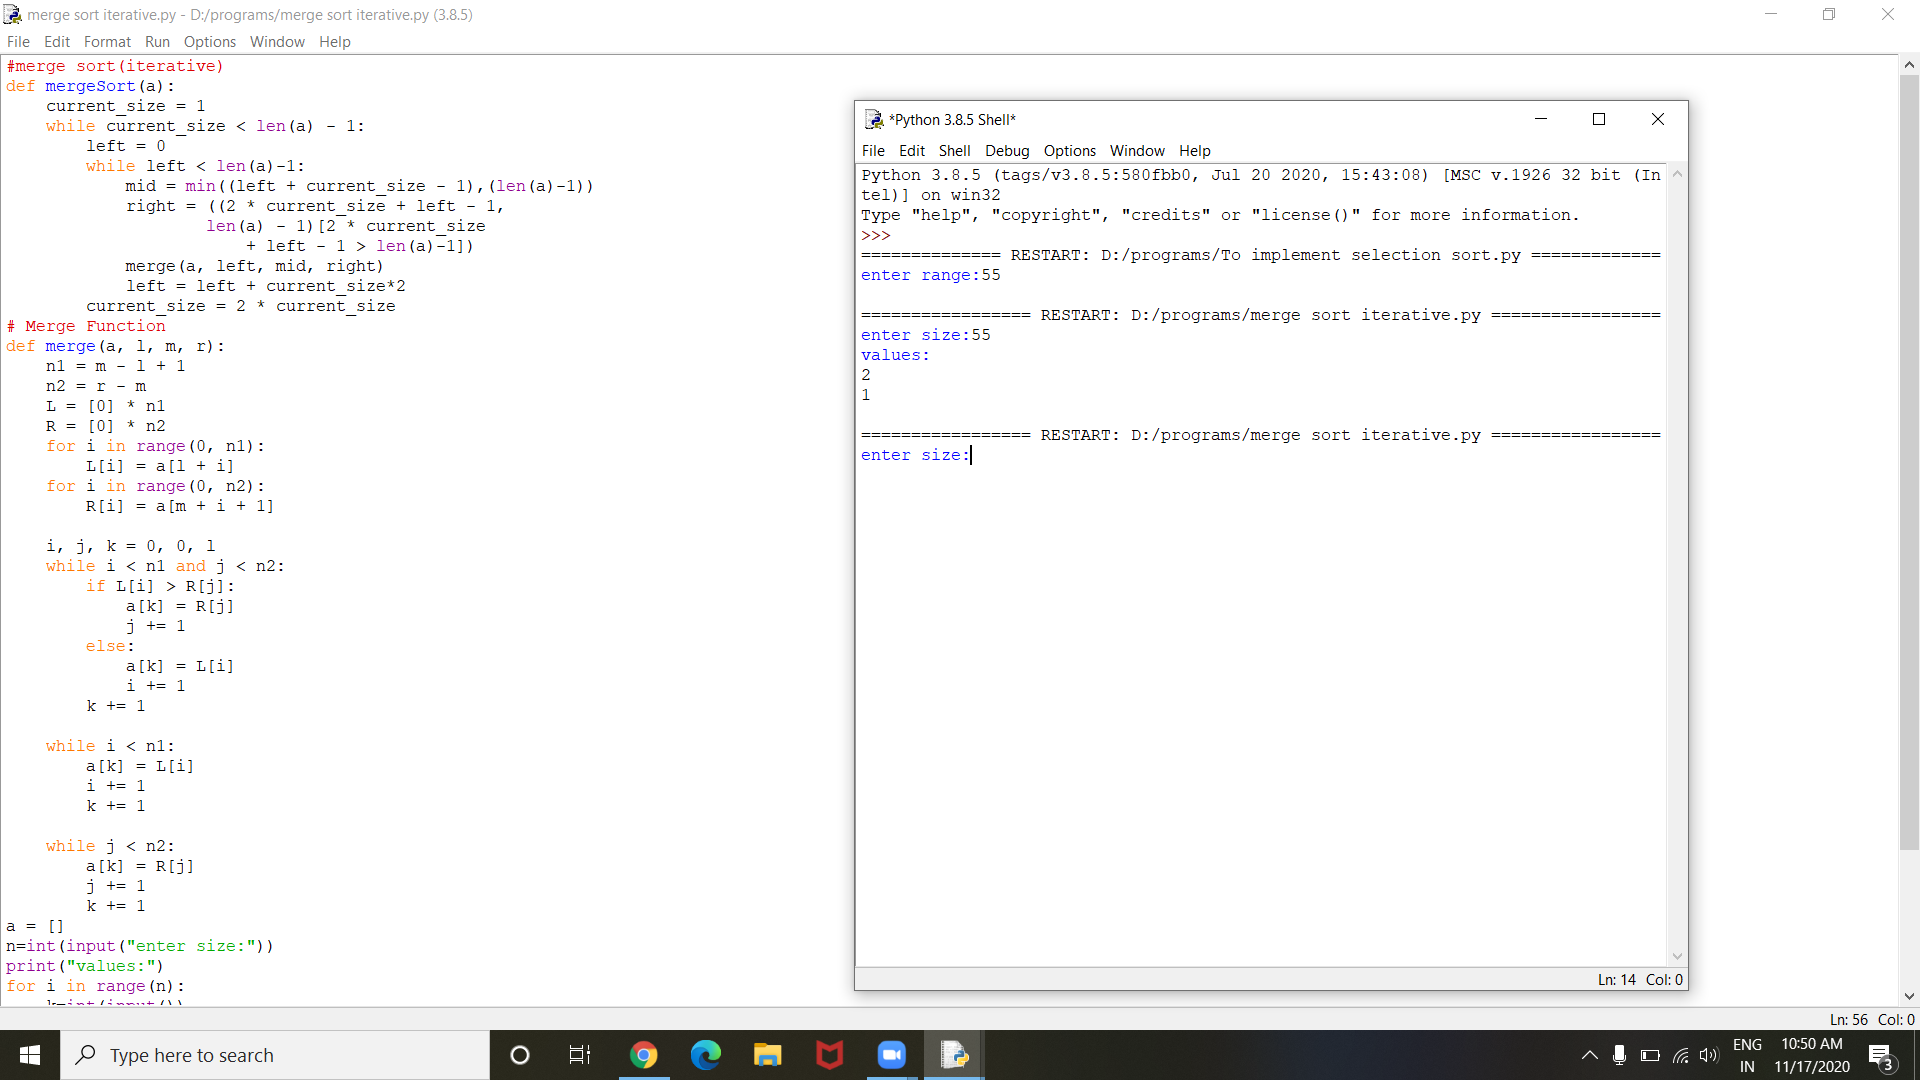 merge sort iterative.py - D:/programs/merge sort iterative.py (3.8.5)
File Edit Format Run Options Window Help
#merge sort(iterative)
def mergeSort(a):
    current_size = 1
    while current_size < len(a) - 1:
        left = 0
        while left < len(a)-1:
            mid = min((left + current_size - 1),(len(a)-1))
            right = ((2 * current_size + left - 1,
                    len(a) - 1)[2 * current_size
                        + left - 1 > len(a)-1])
            merge(a, left, mid, right)
            left = left + current_size*2
        current_size = 2 * current_size
# Merge Function
def merge(a, l, m, r):
    n1 = m - l + 1
    n2 = r - m
    L = [0] * n1
    R = [0] * n2
    for i in range(0, n1):
        L[i] = a[l + i]
    for i in range(0, n2):
        R[i] = a[m + i + 1]
    i, j, k = 0, 0, l
    while i < n1 and j < n2:
        if L[i] > R[j]:
            a[k] = R[j]
            j += 1
        else:
            a[k] = L[i]
            i += 1
        k += 1
    while i < n1:
        a[k] = L[i]
        i += 1
        k += 1
    while j < n2:
        a[k] = R[j]
        j += 1
        k += 1
a = []
n=int(input("enter size:"))
print("values:")
for i in range(n):
    k=int(input())
*Python 3.8.5 Shell*
File Edit Shell Debug Options Window Help
Python 3.8.5 (tags/v3.8.5:580fbb0, Jul 20 2020, 15:43:08) [MSC v.1926 32 bit (In
tel)] on win32
Type "help", "copyright", "credits" or "license()" for more information.
>>>
============== RESTART: D:/programs/To implement selection sort.py =============
enter range:55
================= RESTART: D:/programs/merge sort iterative.py =================
enter size:55
values:
2
1
================= RESTART: D:/programs/merge sort iterative.py =================
enter size:
Ln: 14 Col: 0
Ln: 56 Col: 0
Type here to search
ENG
IN
10:50 AM
11/17/2020
3